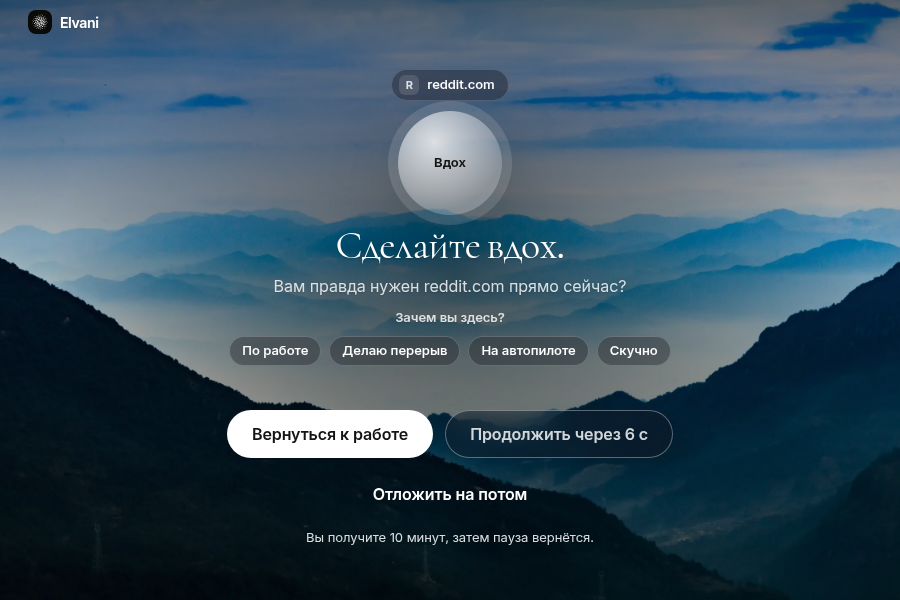 Elvani
R reddit.com
Вдох
Сделайте вдох.
Вам правда нужен reddit.com прямо сейчас?
Зачем вы здесь?
По работе Делаю перерыв На автопилоте Скучно
Вернуться к работе Продолжить через 6 с
Отложить на потом
Вы получите 10 минут, затем пауза вернётся.